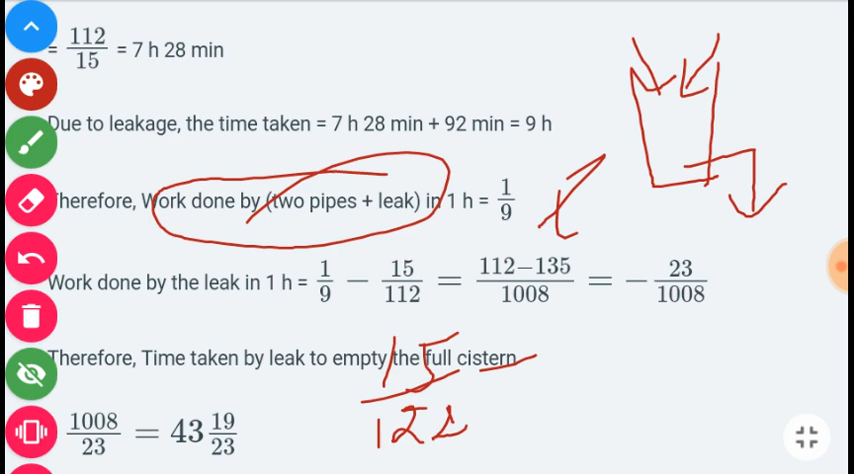 = 112/15 = 7 h 28 min
Due to leakage, the time taken = 7 h 28 min + 92 min = 9 h
Therefore, Work done by (two pipes + leak) in 1 h = 1/9
Work done by the leak in 1 h = 1/9 − 15/112 = 112−135/1008 = − 23/1008
Therefore, Time taken by leak to empty the full cistern
15
1008/23 = 43 19/23